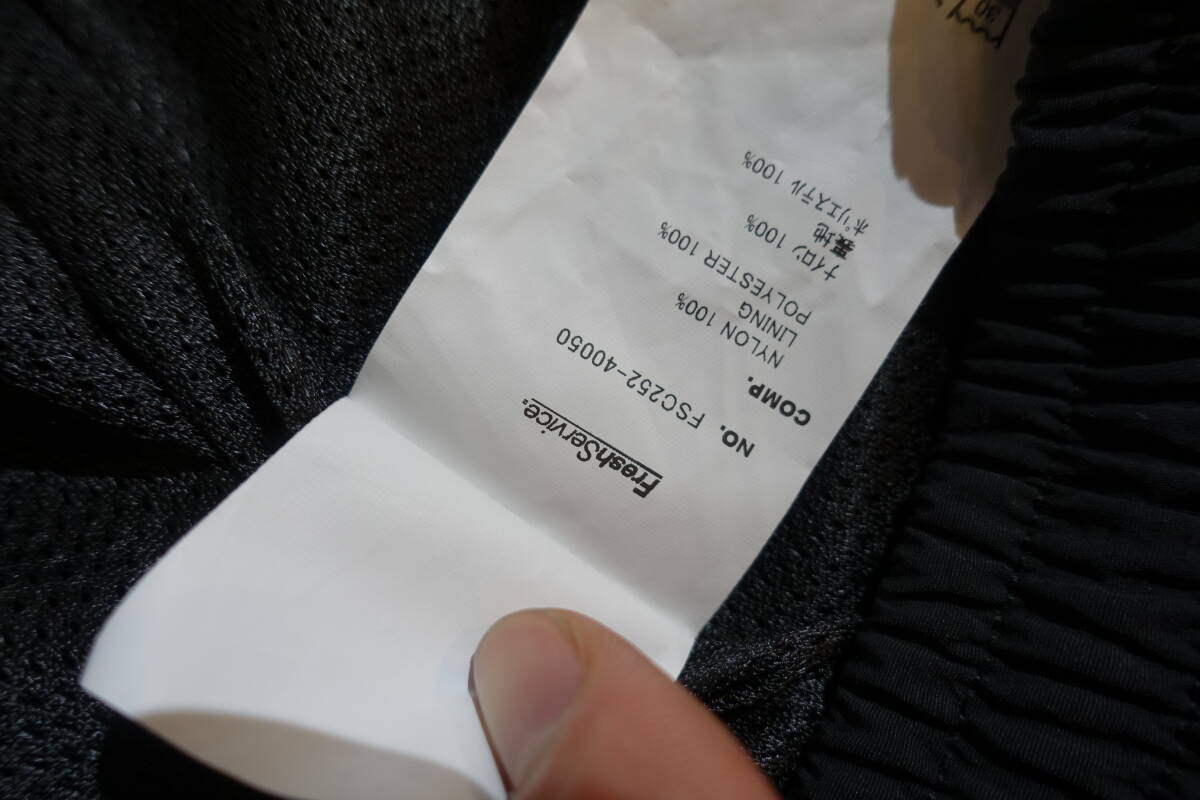 FreshService
NO. FSC252-40050
COMP.
NYLON 100%
LINING
POLYESTER 100%
ナイロン 100%
裏地
ポリエステル 100%
30